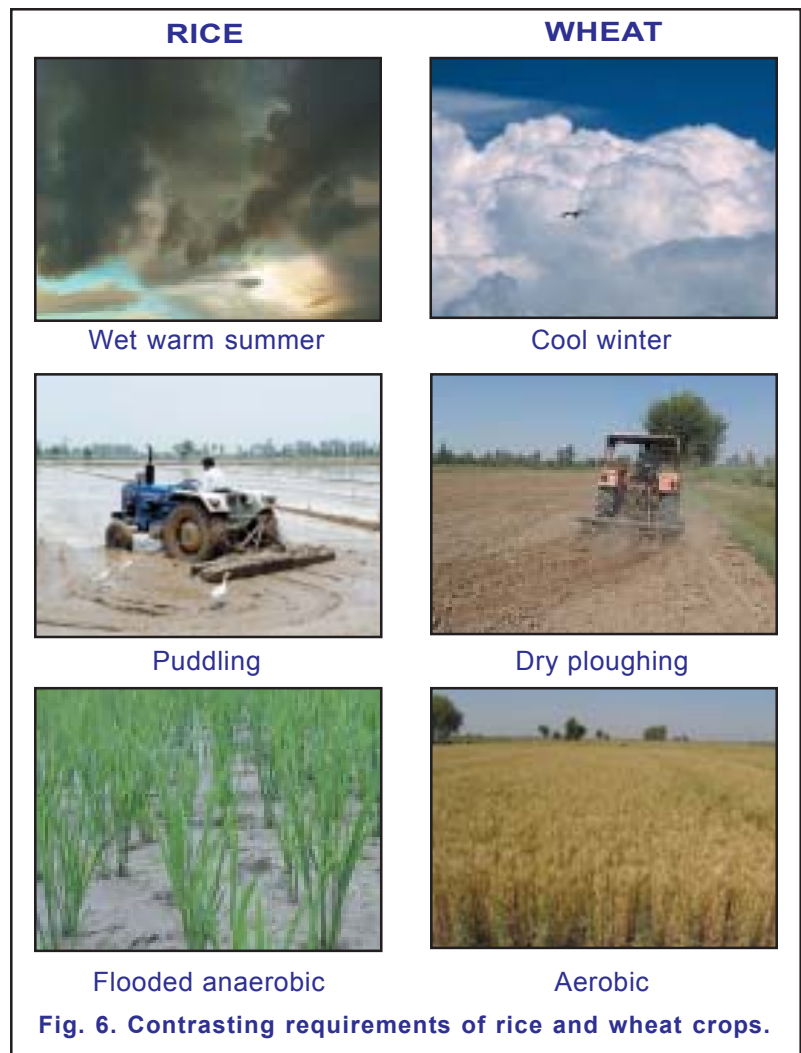 RICE
WHEAT
Wet warm summer
Cool winter
Puddling
Dry ploughing
Flooded anaerobic
Aerobic
Fig. 6. Contrasting requirements of rice and wheat crops.